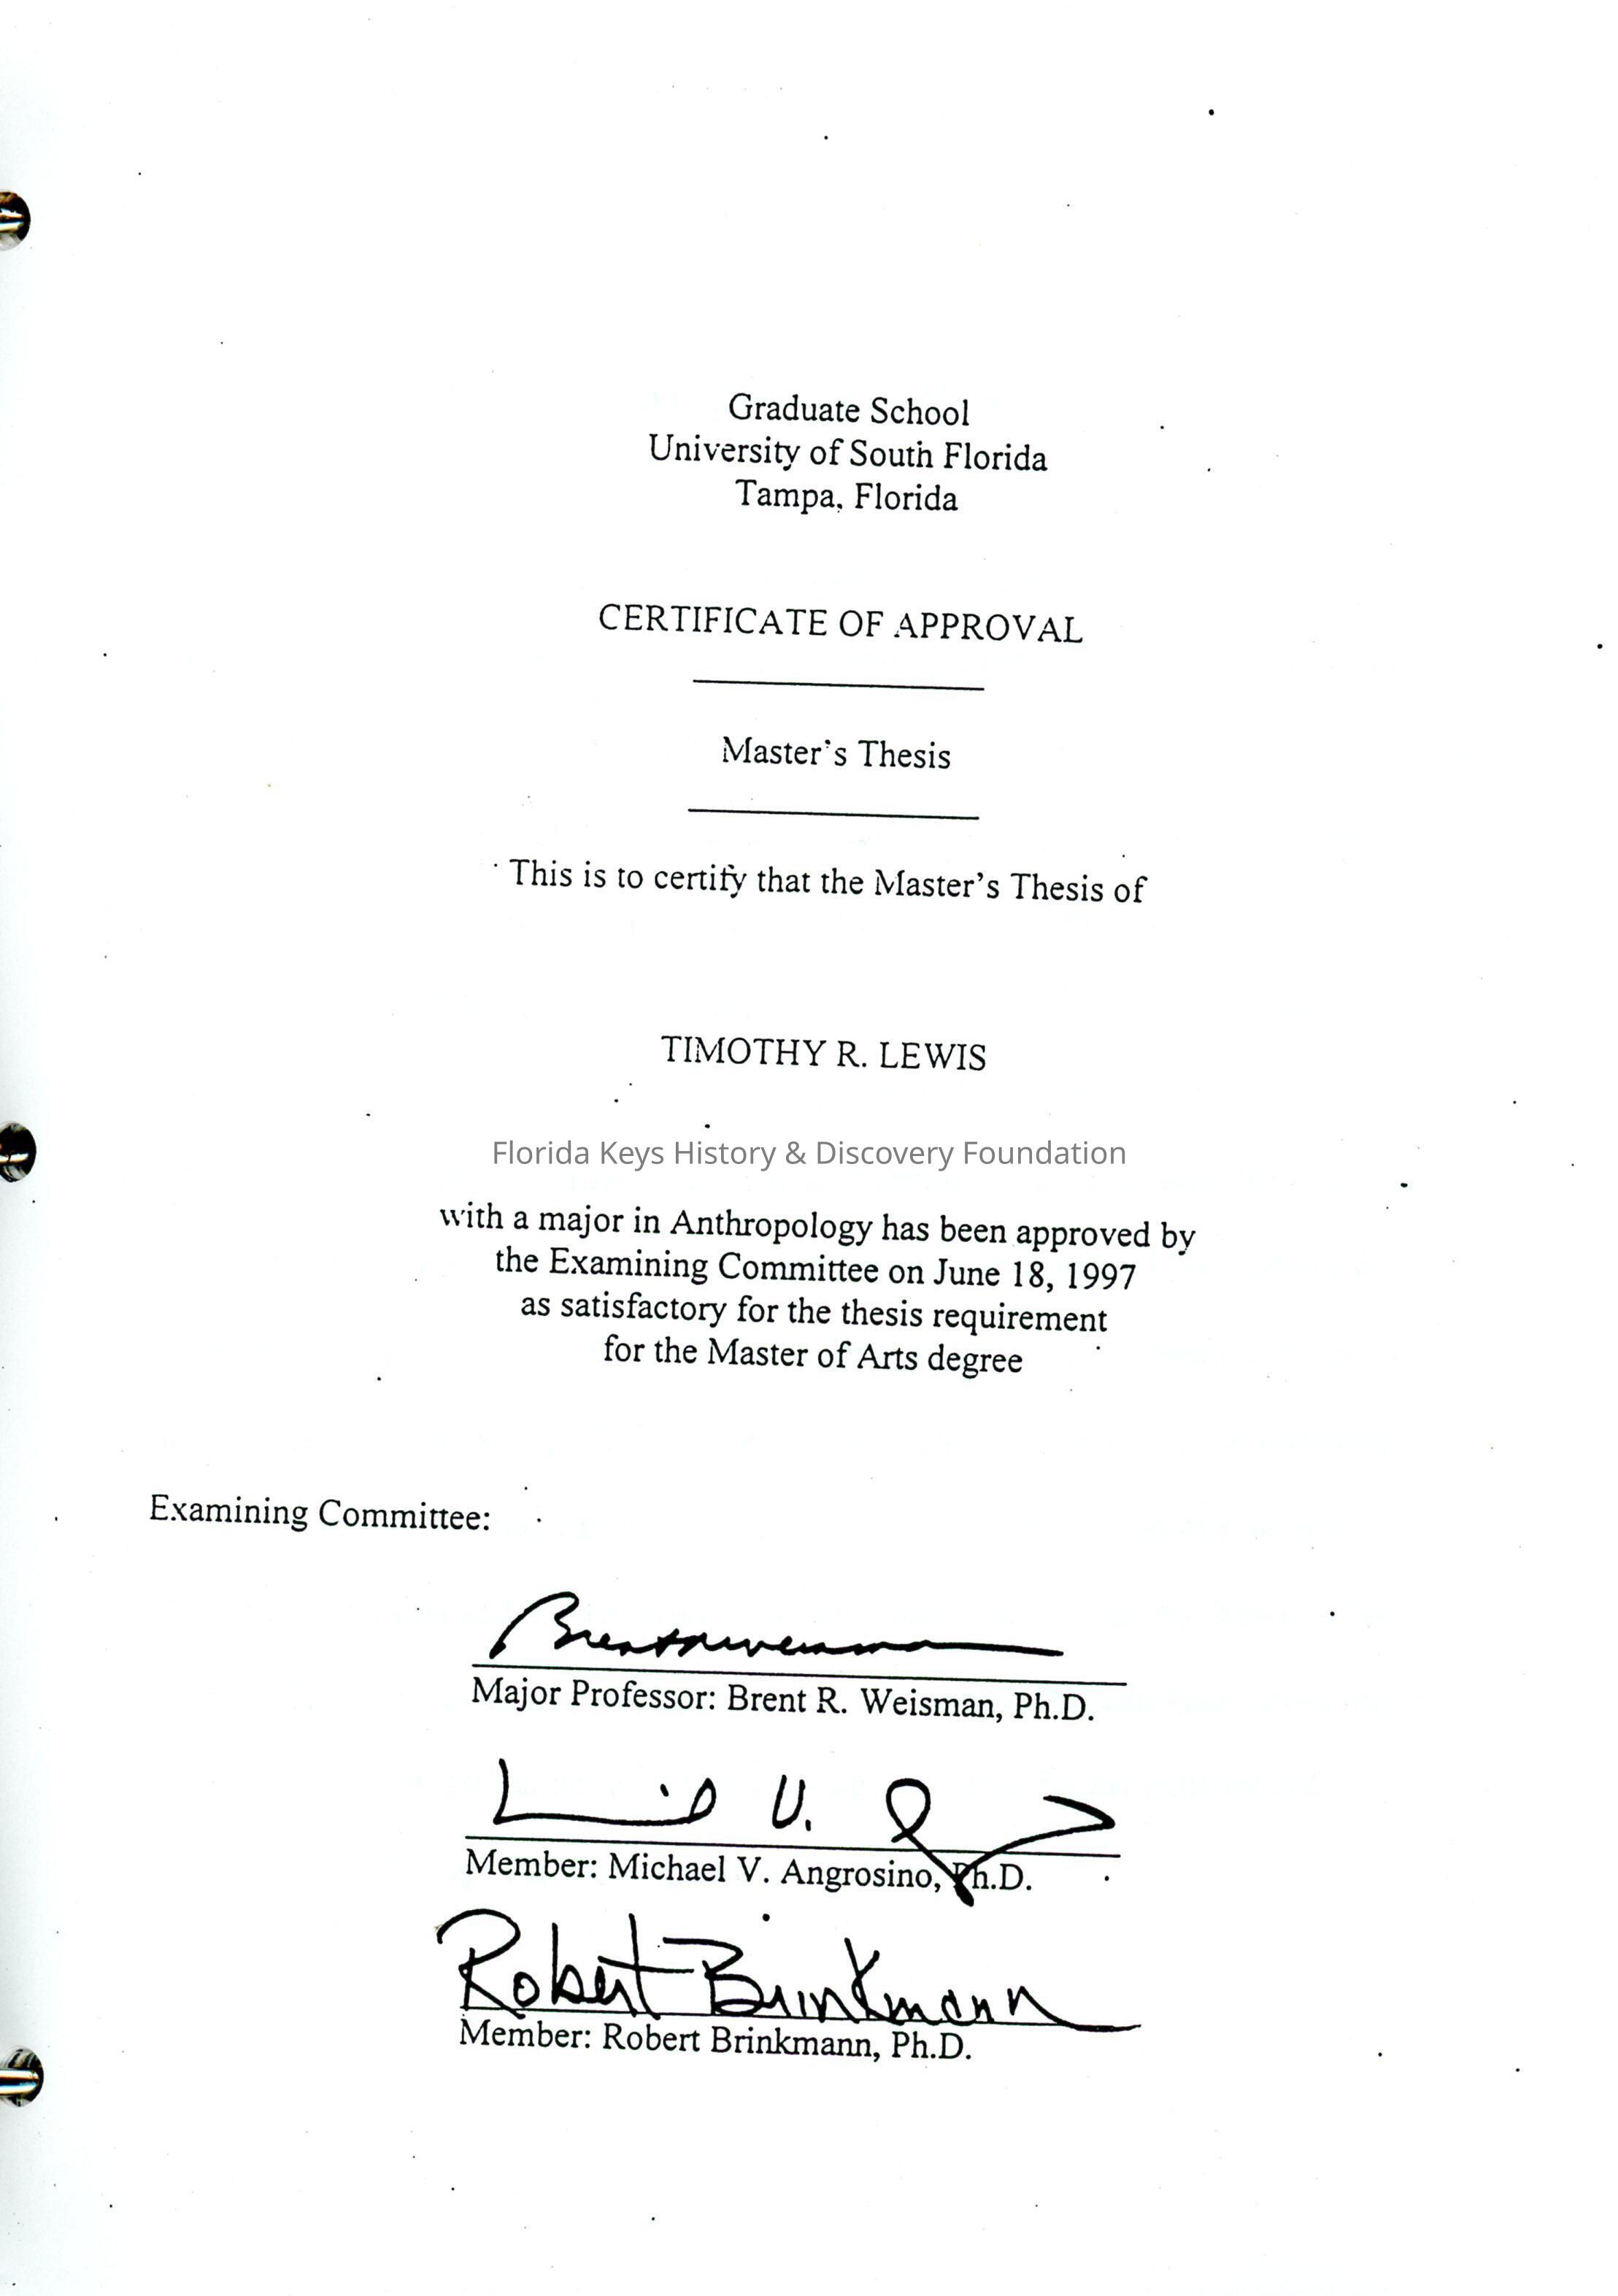 Graduate School
University of South Florida
Tampa, Florida
CERTIFICATE OF APPROVAL
Master's Thesis
This is to certify that the Master's Thesis of
TIMOTHY R. LEWIS
Florida Keys History & Discovery Foundation
with a major in Anthropology has been approved by
the Examining Committee on June 18, 1997
as satisfactory for the thesis requirement
for the Master of Arts degree
Examining Committee:
Major Professor: Brent R. Weisman, Ph.D.
V.
Member: Michael V. Angrosino, Ph.D.
Robert Brinkmann
Member: Robert Brinkmann, Ph.D.